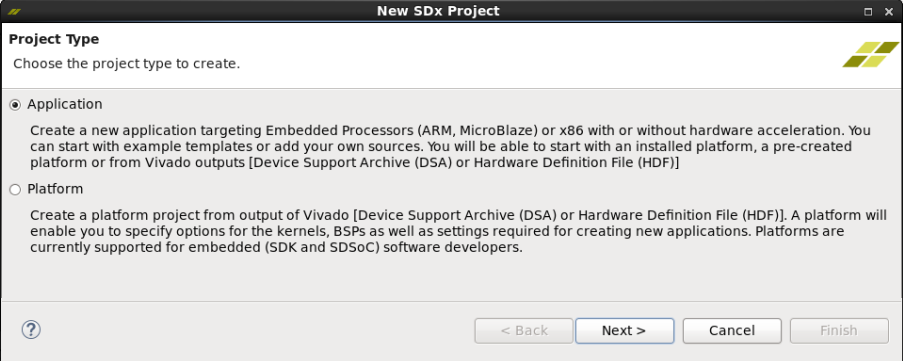 New SDx Project
Project Type
Choose the project type to create.
Application
Create a new application targeting Embedded Processors (ARM, MicroBlaze) or x86 with or without hardware acceleration. You
can start with example templates or add your own sources. You will be able to start with an installed platform, a pre-created
platform or from Vivado outputs [Device Support Archive (DSA) or Hardware Definition File (HDF)]
Platform
Create a platform project from output of Vivado [Device Support Archive (DSA) or Hardware Definition File (HDF)]. A platform will
enable you to specify options for the kernels, BSPs as well as settings required for creating new applications. Platforms are
currently supported for embedded (SDK and SDSoC) software developers.
? < Back Next > Cancel Finish